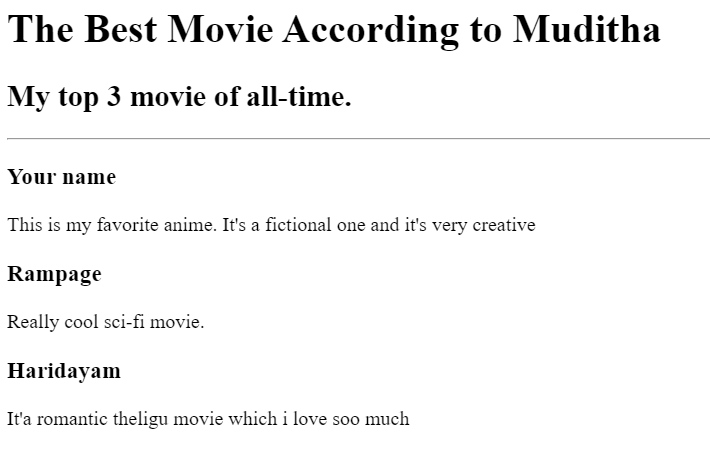 The Best Movie According to Muditha
My top 3 movie of all-time.
Your name
This is my favorite anime. It's a fictional one and it's very creative
Rampage
Really cool sci-fi movie.
Haridayam
It'a romantic theligu movie which i love soo much